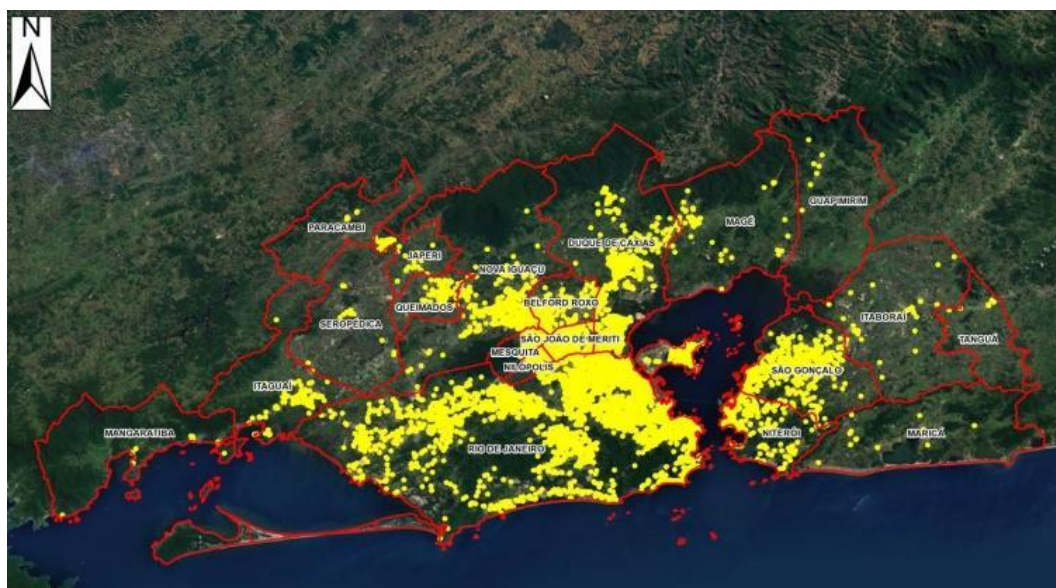 N
GUAPIMIRIM
MAGÉ
PARACAMBI
DUQUE DE CAXIAS
JAPERI
NOVA IGUAÇU
BELFORD ROXO
QUEIMADOS
ITABORAÍ
SEROPÉDICA
SÃO JOÃO DE MERITI
TANGUÁ
MESQUITA
NILÓPOLIS
SÃO GONÇALO
ITAGUAÍ
MANGARATIBA
NITERÓI
MARICÁ
RIO DE JANEIRO